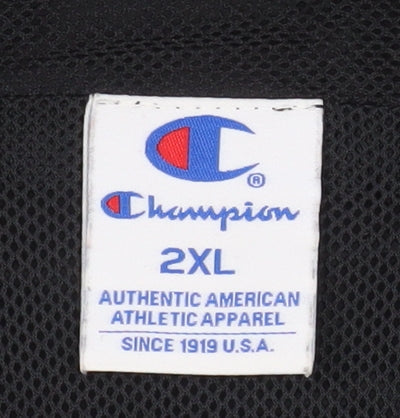 C®
Champion
2XL
AUTHENTIC AMERICAN
ATHLETIC APPAREL
SINCE 1919 U.S.A.